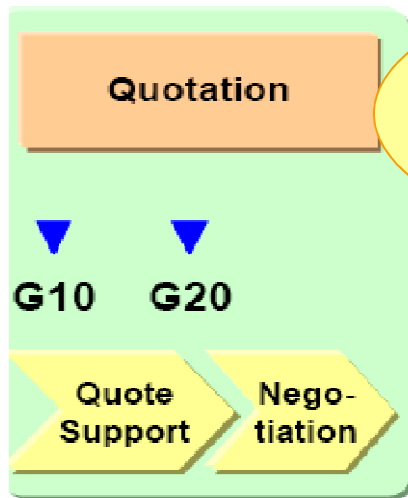 Quotation
G10 G20
Quote
Support
Nego-
tiation